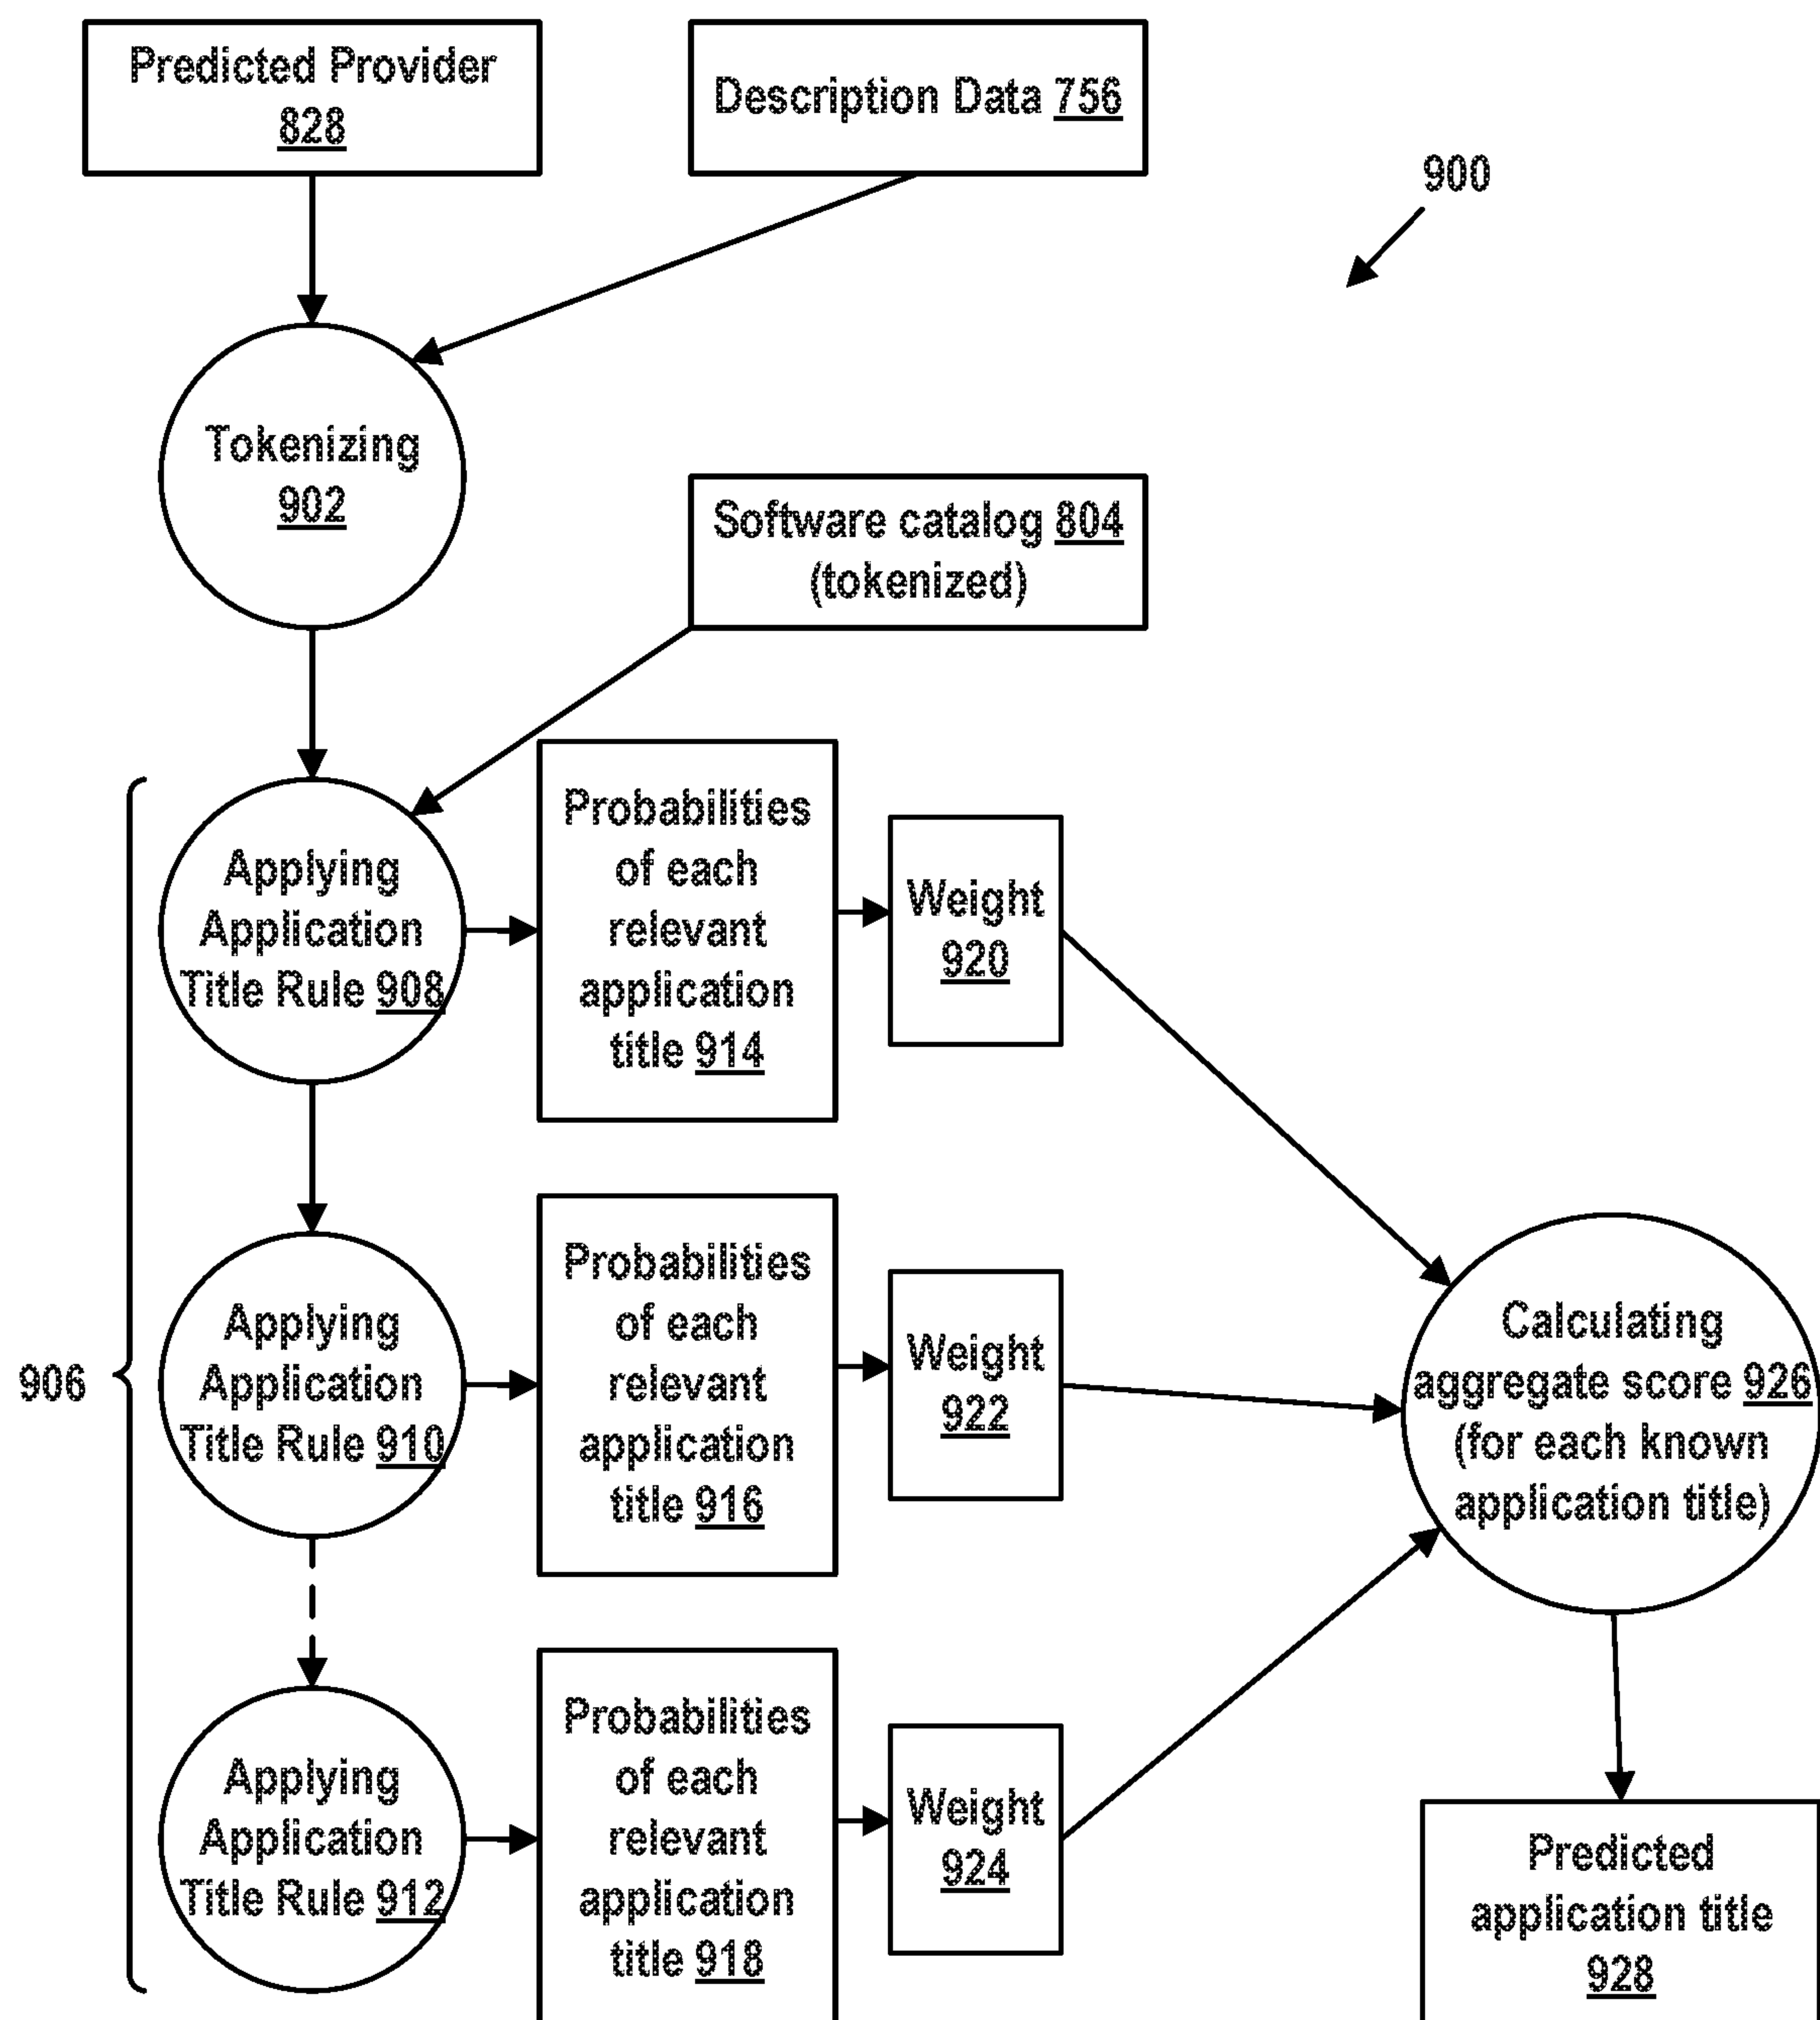 Predicted Provider
828
Description Data 756
900
Tokenizing
902
Software catalog 804
(tokenized)
Applying
Application
Title Rule 908
Probabilities
of each
relevant
application
title 914
Weight
920
906
Applying
Application
Title Rule 910
Probabilities
of each
relevant
application
title 916
Weight
922
Calculating
aggregate score 926
(for each known
application title)
Applying
Application
Title Rule 912
Probabilities
of each
relevant
application
title 918
Weight
924
Predicted
application title
928